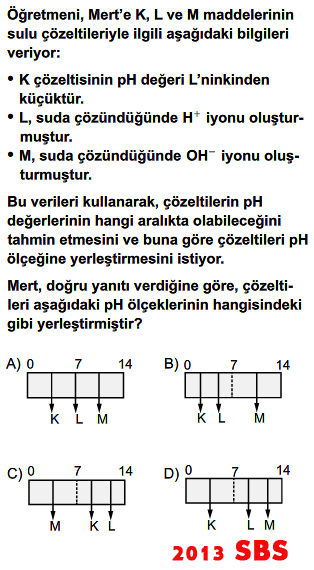 Öğretmeni, Mert'e K, L ve M maddelerinin
sulu çözeltileriyle ilgili aşağıdaki bilgileri
veriyor:
• K çözeltisinin pH değeri L'ninkinden
küçüktür.
• L, suda çözündüğünde H⁺ iyonu oluştur-
muştur.
• M, suda çözündüğünde OH⁻ iyonu oluş-
turmuştur.
Bu verileri kullanarak, çözeltilerin pH
değerlerinin hangi aralıkta olabileceğini
tahmin etmesini ve buna göre çözeltileri pH
ölçeğine yerleştirmesini istiyor.
Mert, doğru yanıtı verdiğine göre, çözelti-
leri aşağıdaki pH ölçeklerinin hangisindeki
gibi yerleştirmiştir?
A) 0 7 14
K L M
B) 0 7 14
K L M
C) 0 7 14
M K L
D) 0 7 14
K L M
2013 SBS